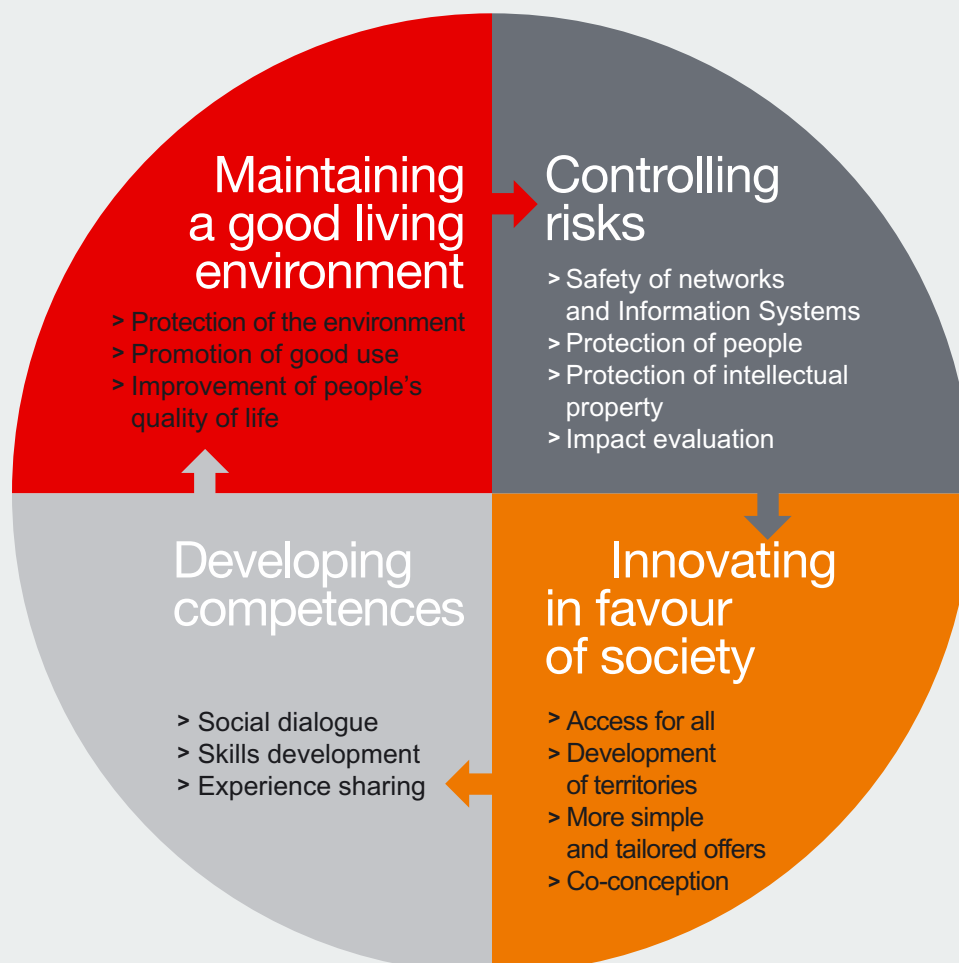 Maintaining
a good living
environment
> Protection of the environment
> Promotion of good use
> Improvement of people's
quality of life
Controlling
risks
> Safety of networks
and Information Systems
> Protection of people
> Protection of intellectual
property
> Impact evaluation
Developing
competences
> Social dialogue
> Skills development
> Experience sharing
Innovating
in favour
of society
> Access for all
> Development
of territories
> More simple
and tailored offers
> Co-conception